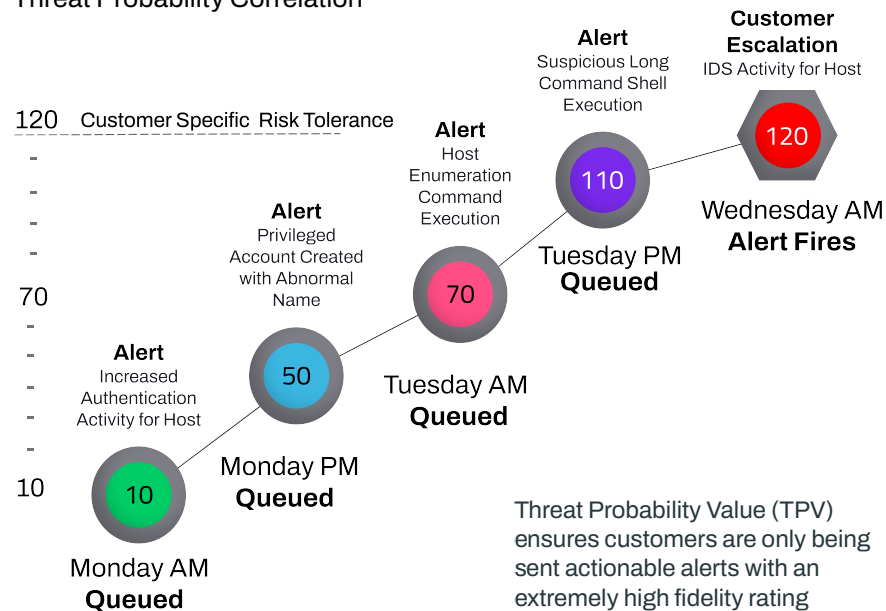 Threat Probability Correlation
Customer
Escalation
IDS Activity for Host
120
Wednesday AM
Alert Fires
Alert
Suspicious Long
Command Shell
Execution
110
Tuesday PM
Queued
120 Customer Specific Risk Tolerance
70
10
Alert
Host
Enumeration
Command
Execution
70
Tuesday AM
Queued
Alert
Privileged
Account Created
with Abnormal
Name
50
Monday PM
Queued
Alert
Increased
Authentication
Activity for Host
10
Monday AM
Queued
Threat Probability Value (TPV)
ensures customers are only being
sent actionable alerts with an
extremely high fidelity rating